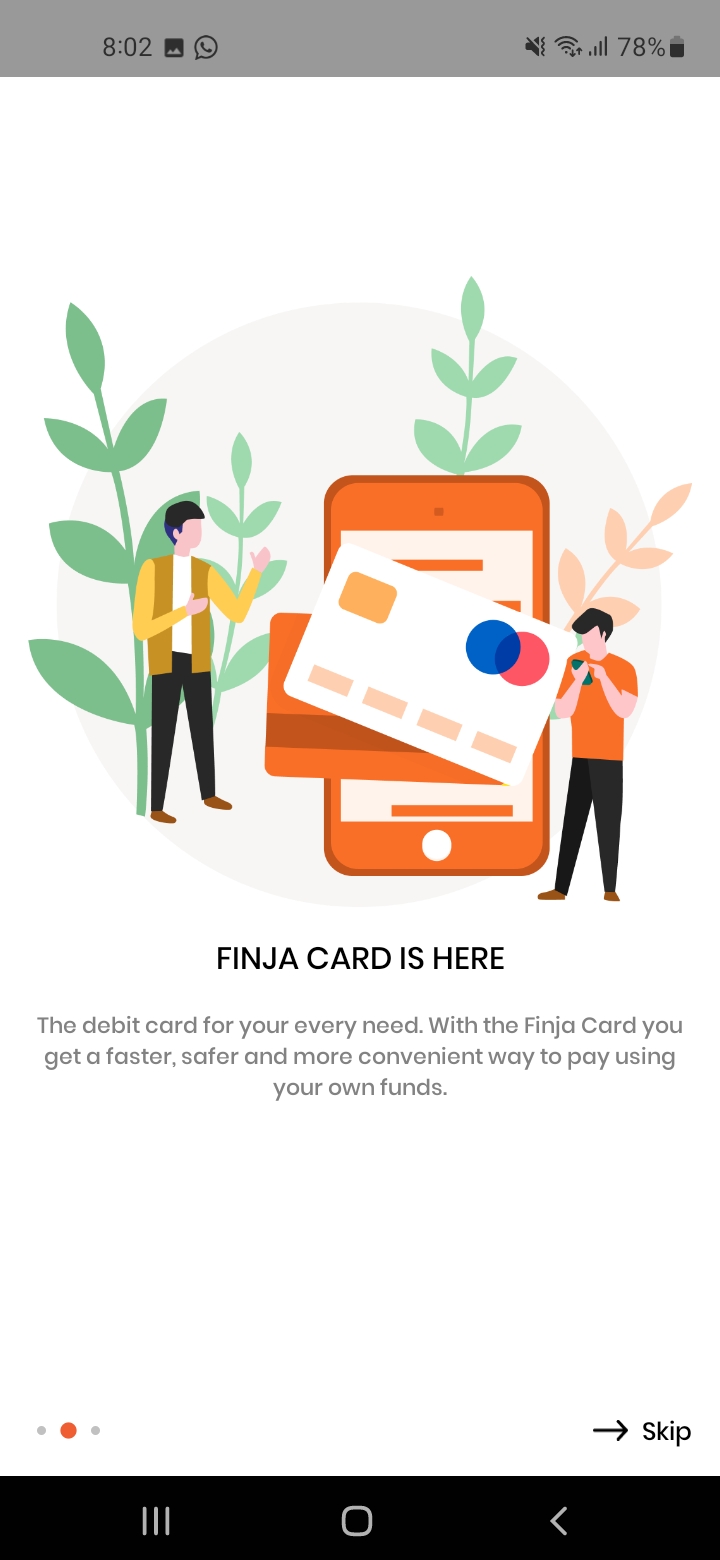 8:02 78%
FINJA CARD IS HERE
The debit card for your every need. With the Finja Card you
get a faster, safer and more convenient way to pay using
your own funds.
Skip